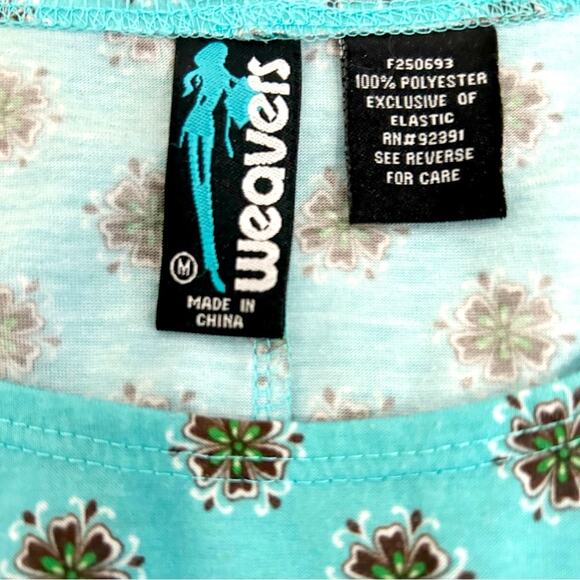 weavers
M
MADE IN
CHINA
F250693
100% POLYESTER
EXCLUSIVE OF
ELASTIC
RN#92391
SEE REVERSE
FOR CARE